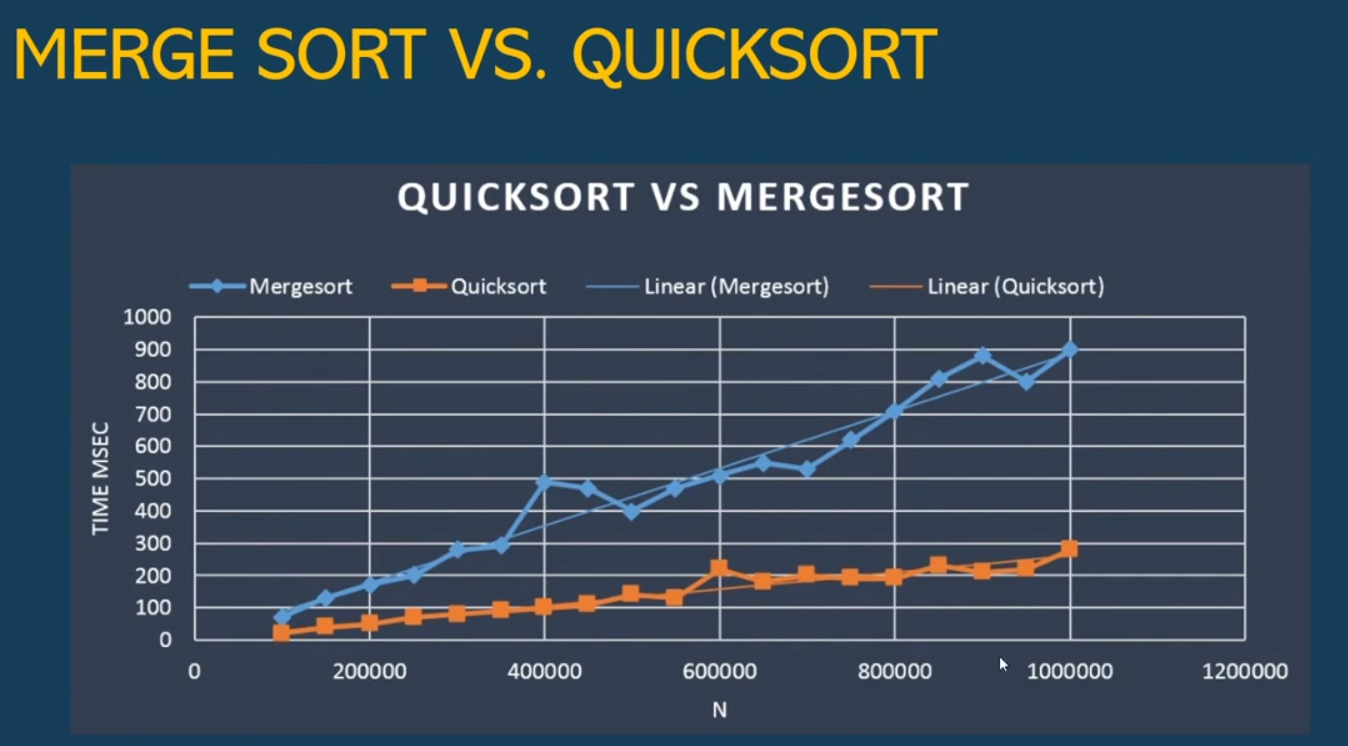 MERGE SORT VS. QUICKSORT
QUICKSORT VS MERGESORT
Mergesort Quicksort Linear (Mergesort) Linear (Quicksort)
1000
900
800
700
600
500
400
300
200
100
0
TIME MSEC
0 200000 400000 600000 800000 1000000 1200000
N